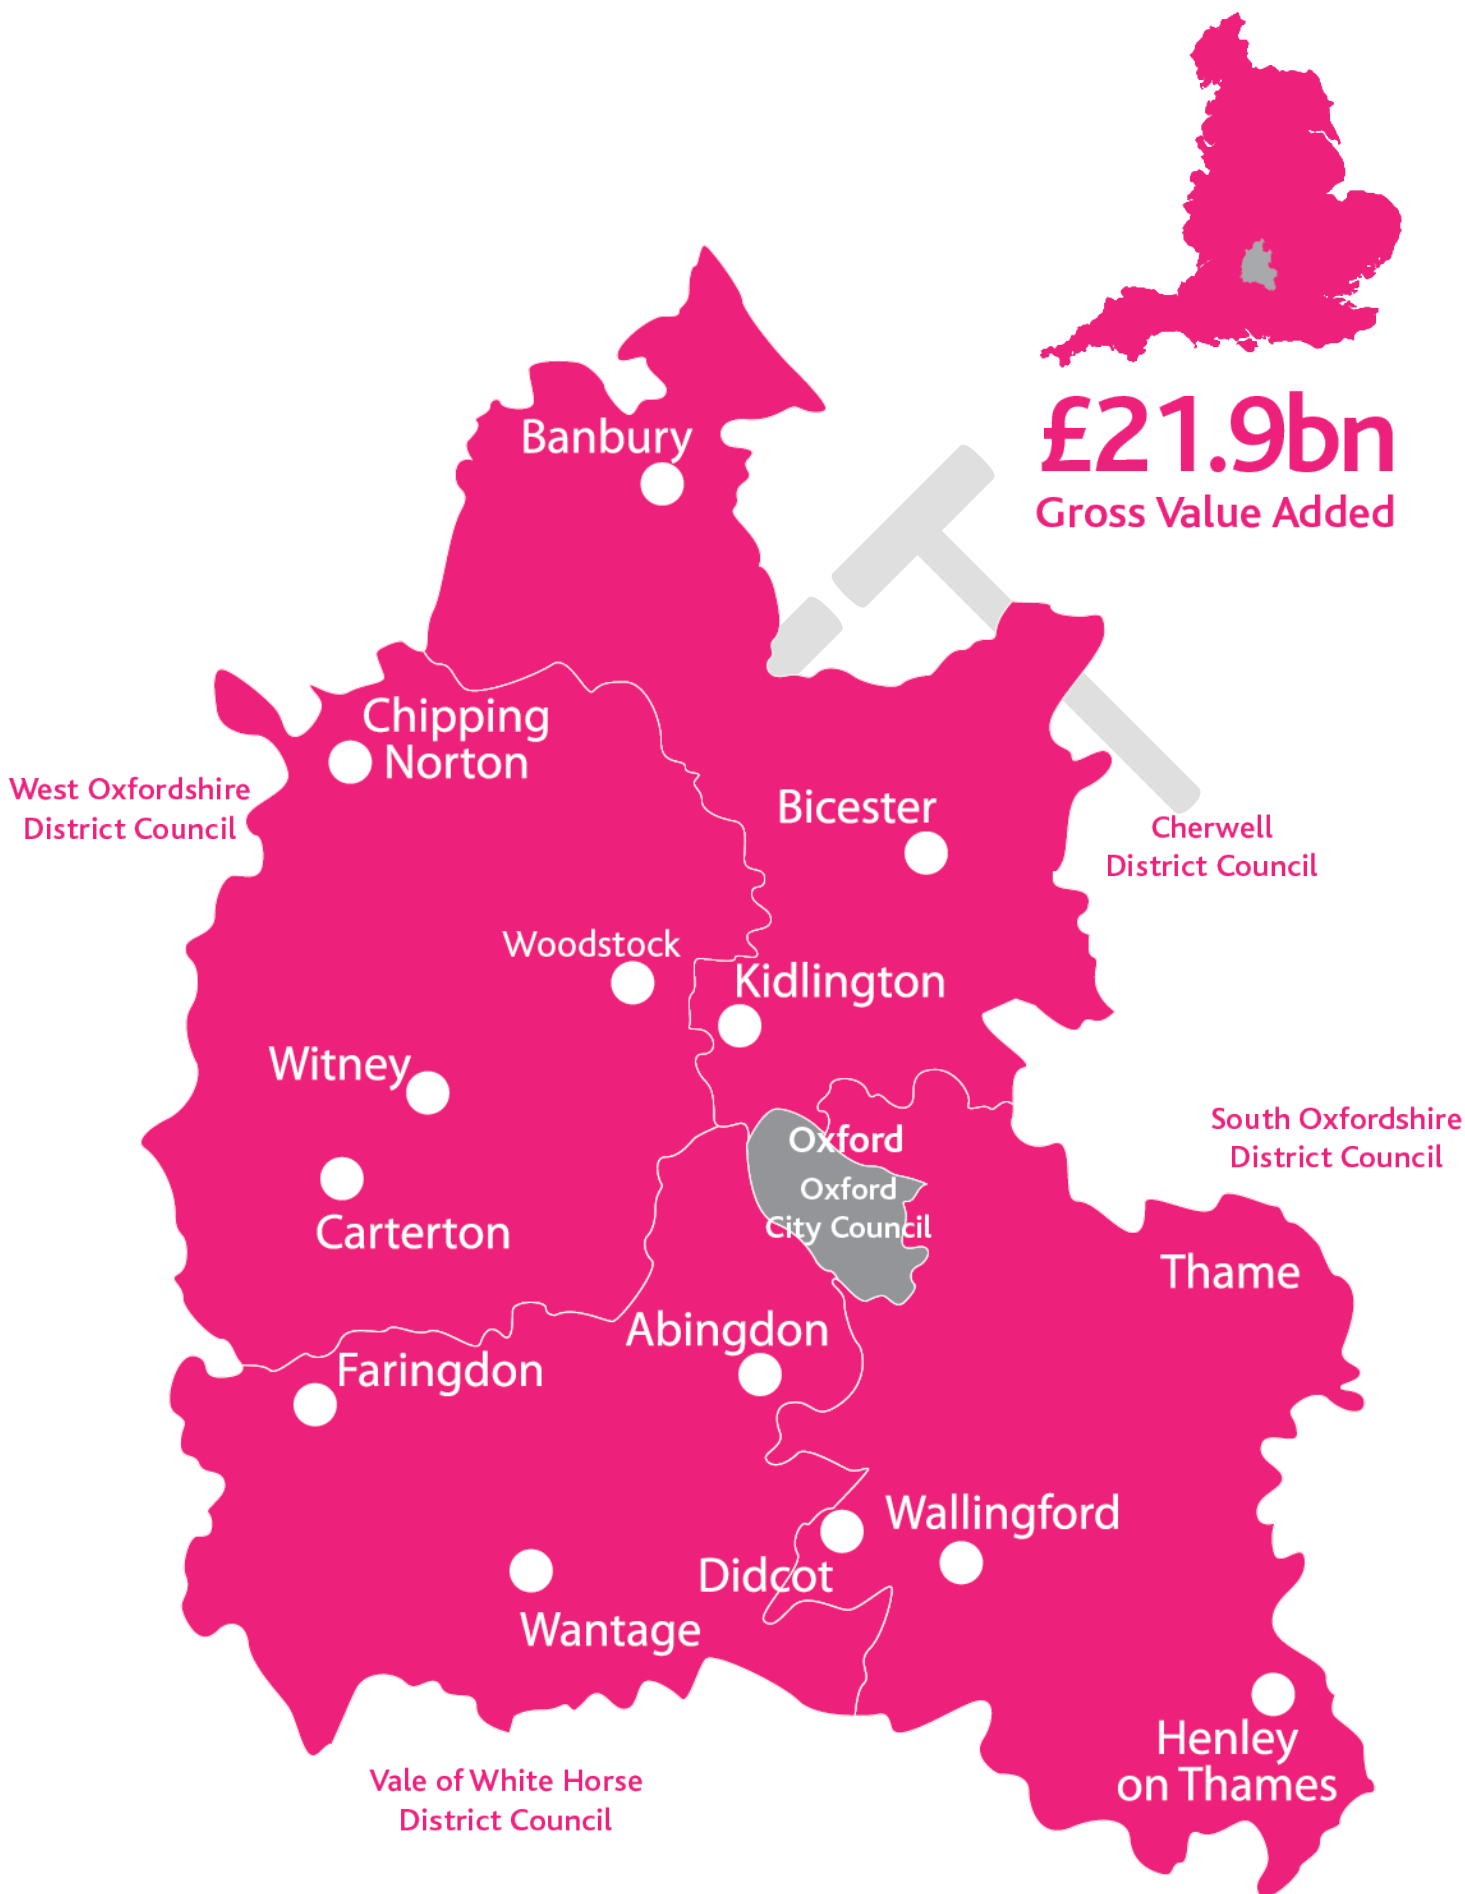 £21.9bn
Gross Value Added
Banbury
Chipping
Norton
West Oxfordshire
District Council
Bicester
Cherwell
District Council
Woodstock
Kidlington
Witney
Carterton
Oxford
Oxford
City Council
South Oxfordshire
District Council
Thame
Abingdon
Faringdon
Wallingford
Didcot
Wantage
Henley
on Thames
Vale of White Horse
District Council